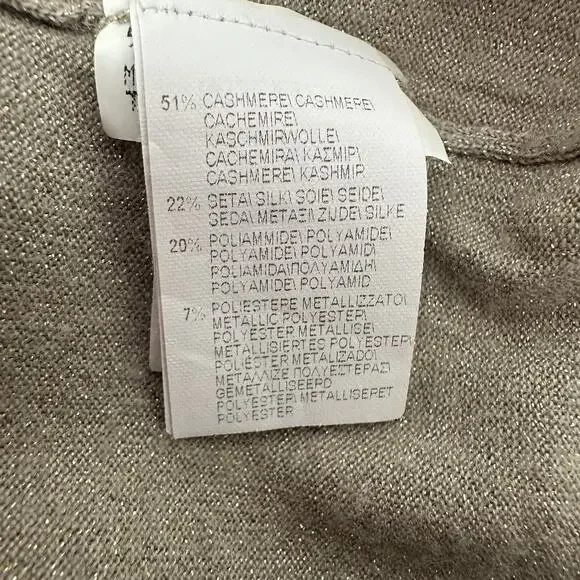 51% CASHMERE\ CASHMERE\
CACHEMIRE\
KASCHMIRWOLLE\
CACHEMIRA\ ΚΑΣΜΙΡ\
CASHMERE\ KASHMIR
22% SETA\ SILK\ SOIE\ SEIDE\
SEDA\ ΜΕΤΑΞΙ\ ZIJDE\ SILKE
20% POLIAMMIDE\ POLYAMIDE\
POLYAMIDE\ POLYAMID\
POLIAMIDA\ΠΟΛΥΑΜΙΔΗ\
POLYAMIDE\ POLYAMID
7% POLIESTERE METALLIZZATO\
METALLIC POLYESTER\
POLYESTER METALLISE\
METALLISIERTES POLYESTER\
POLIÉSTER METALIZADO\
ΜΕΤΑΛΛΙΖΕ ΠΟΛΥΕΣΤΕΡΑΣ\
GEMETALLISEERD
POLYESTER\ METALLISERET
POLYESTER